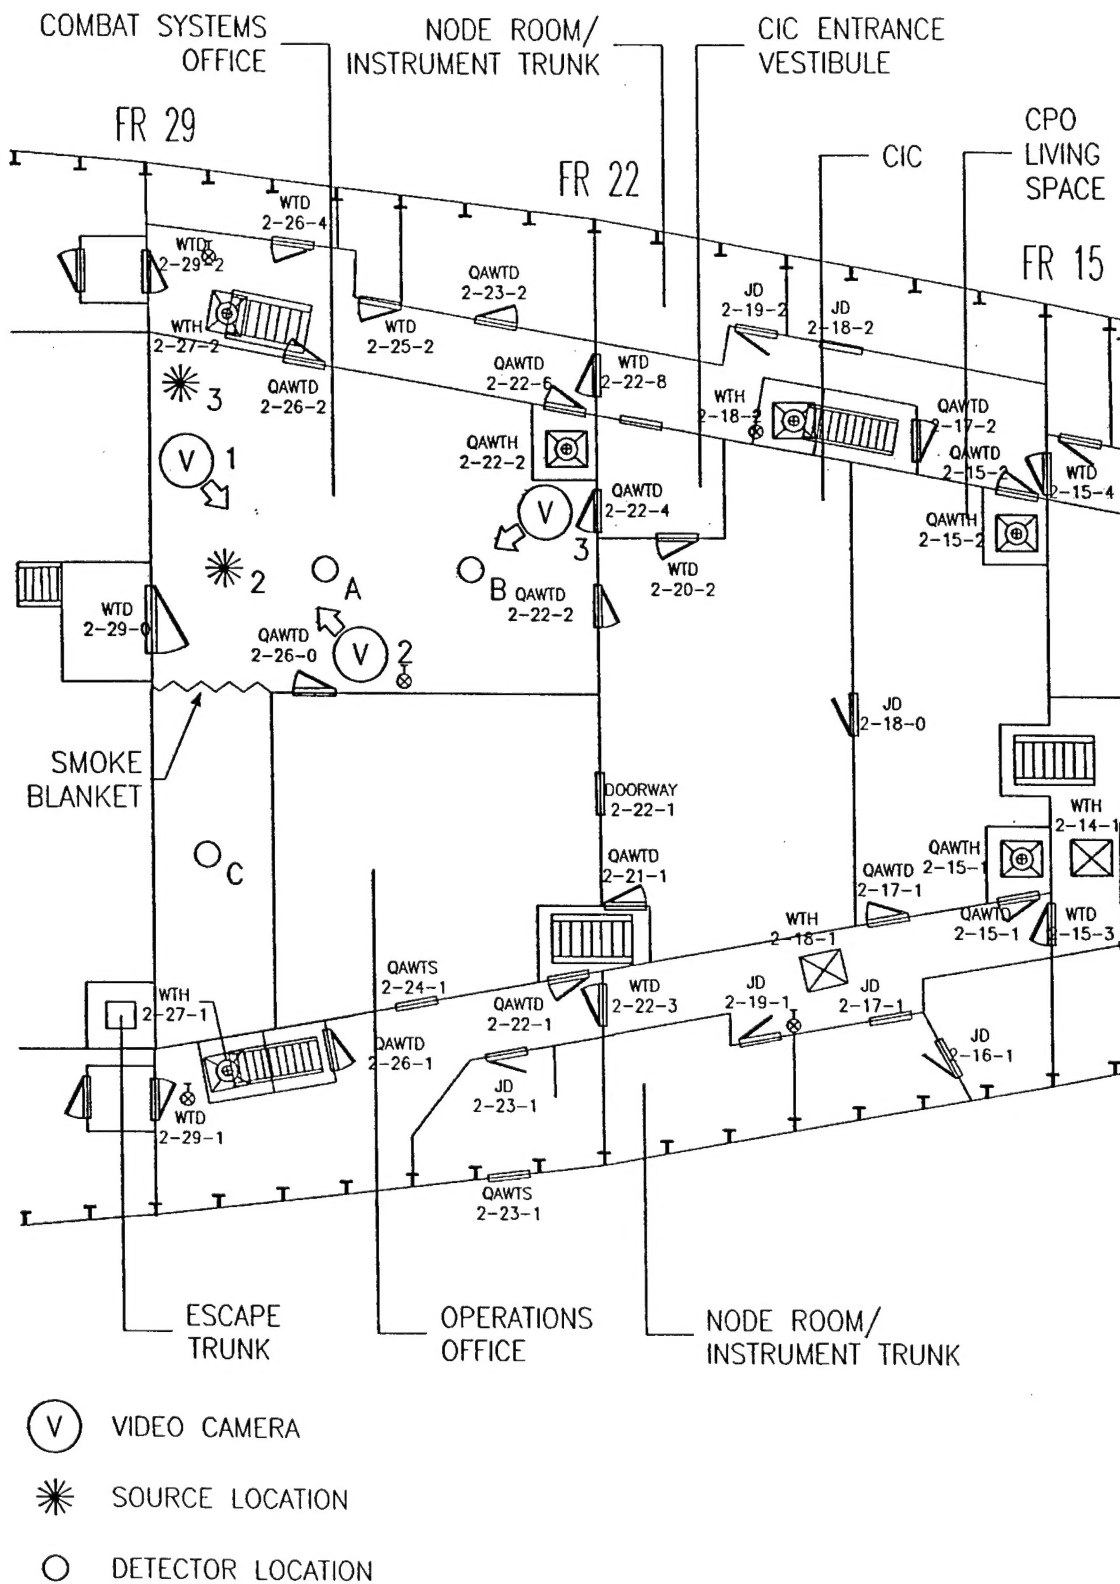 COMBAT SYSTEMS
OFFICE
NODE ROOM/
INSTRUMENT TRUNK
CIC ENTRANCE
VESTIBULE
CPO
LIVING
SPACE
CIC
FR 29
FR 22
FR 15
WTD
2-26-4
WTD
2-29-2
QAWTD
2-23-2
JD
2-19-2
JD
2-18-2
WTH
2-27-2
WTD
2-25-2
QAWTD
2-26-2
QAWTD
2-22-6
WTD
2-22-8
WTH
2-18-2
QAWTD
2-17-2
3
V
1
QAWTH
2-22-2
QAWTD
2-15-2
WTD
2-15-4
QAWTD
2-22-4
V
3
QAWTH
2-15-2
2
A
B
WTD
2-20-2
QAWTD
2-22-2
WTD
2-29-0
QAWTD
2-26-0
V
2
JD
2-18-0
SMOKE
BLANKET
DOORWAY
2-22-1
WTH
2-14-1
C
QAWTD
2-21-1
QAWTD
2-17-1
QAWTH
2-15-1
WTH
2-18-1
QAWTD
2-15-1
WTD
2-15-3
QAWTS
2-24-1
WTH
2-27-1
QAWTD
2-22-1
WTD
2-22-3
JD
2-19-1
JD
2-17-1
QAWTD
2-26-1
JD
2-16-1
JD
2-23-1
WTD
2-29-1
QAWTS
2-23-1
ESCAPE
TRUNK
OPERATIONS
OFFICE
NODE ROOM/
INSTRUMENT TRUNK
V VIDEO CAMERA
SOURCE LOCATION
DETECTOR LOCATION